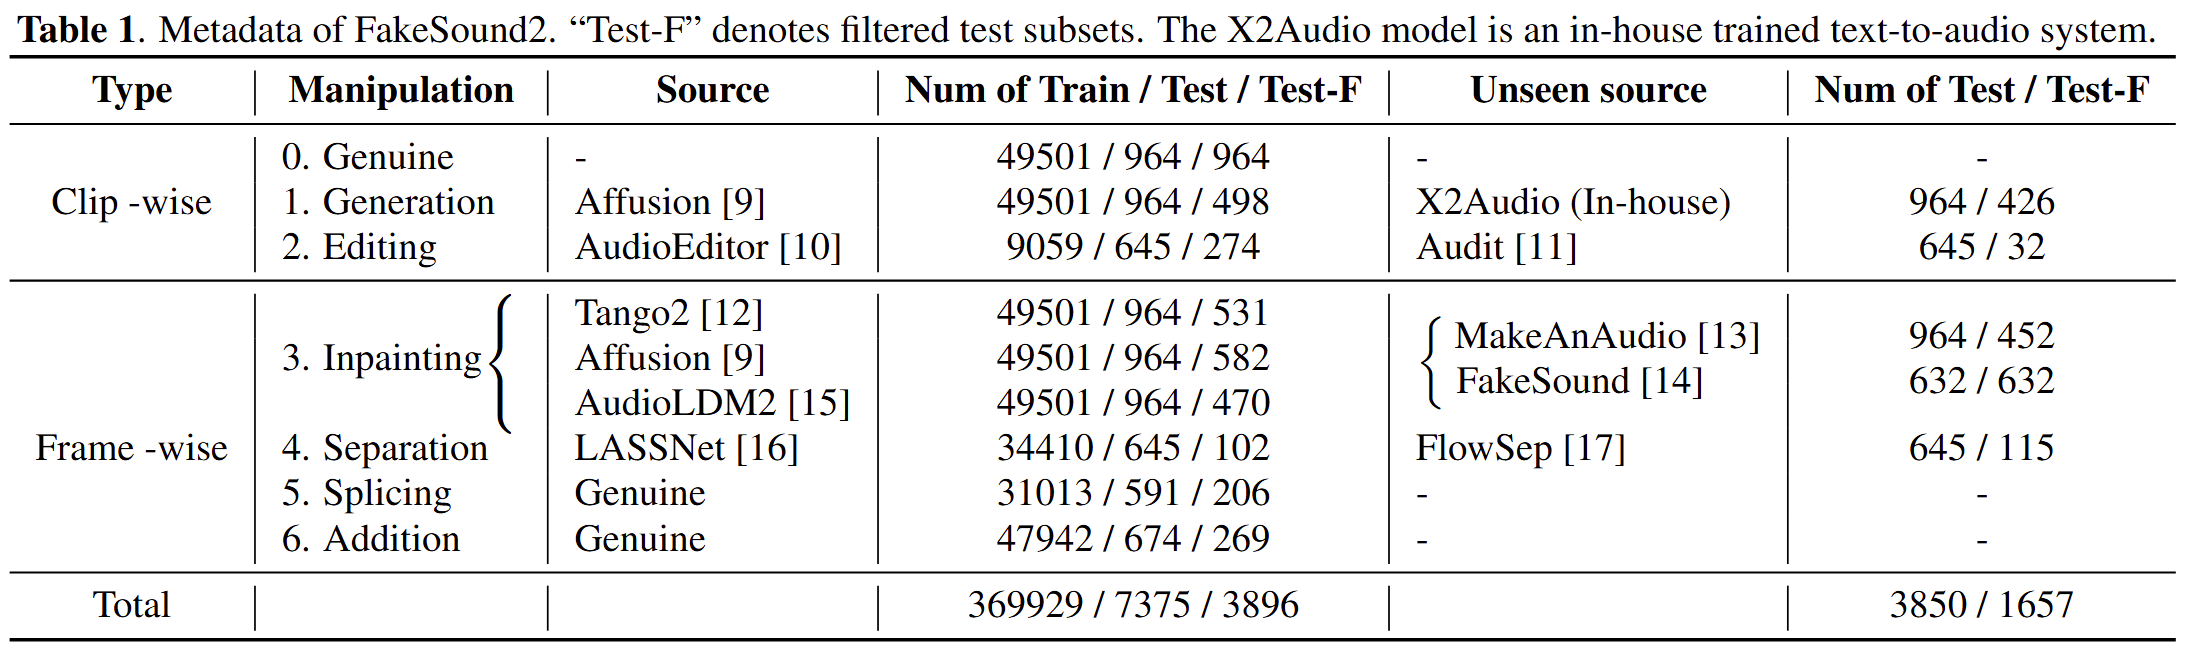 Table 1. Metadata of FakeSound2. “Test-F” denotes filtered test subsets. The X2Audio model is an in-house trained text-to-audio system.
Type Manipulation Source Num of Train / Test / Test-F Unseen source Num of Test / Test-F
Clip -wise
0. Genuine - 49501 / 964 / 964 - -
1. Generation Affusion [9] 49501 / 964 / 498 X2Audio (In-house) 964 / 426
2. Editing AudioEditor [10] 9059 / 645 / 274 Audit [11] 645 / 32
Frame -wise
3. Inpainting
Tango2 [12] 49501 / 964 / 531
Affusion [9] 49501 / 964 / 582
AudioLDM2 [15] 49501 / 964 / 470
MakeAnAudio [13] 964 / 452
FakeSound [14] 632 / 632
4. Separation LASSNet [16] 34410 / 645 / 102 FlowSep [17] 645 / 115
5. Splicing Genuine 31013 / 591 / 206 - -
6. Addition Genuine 47942 / 674 / 269 - -
Total 369929 / 7375 / 3896 3850 / 1657